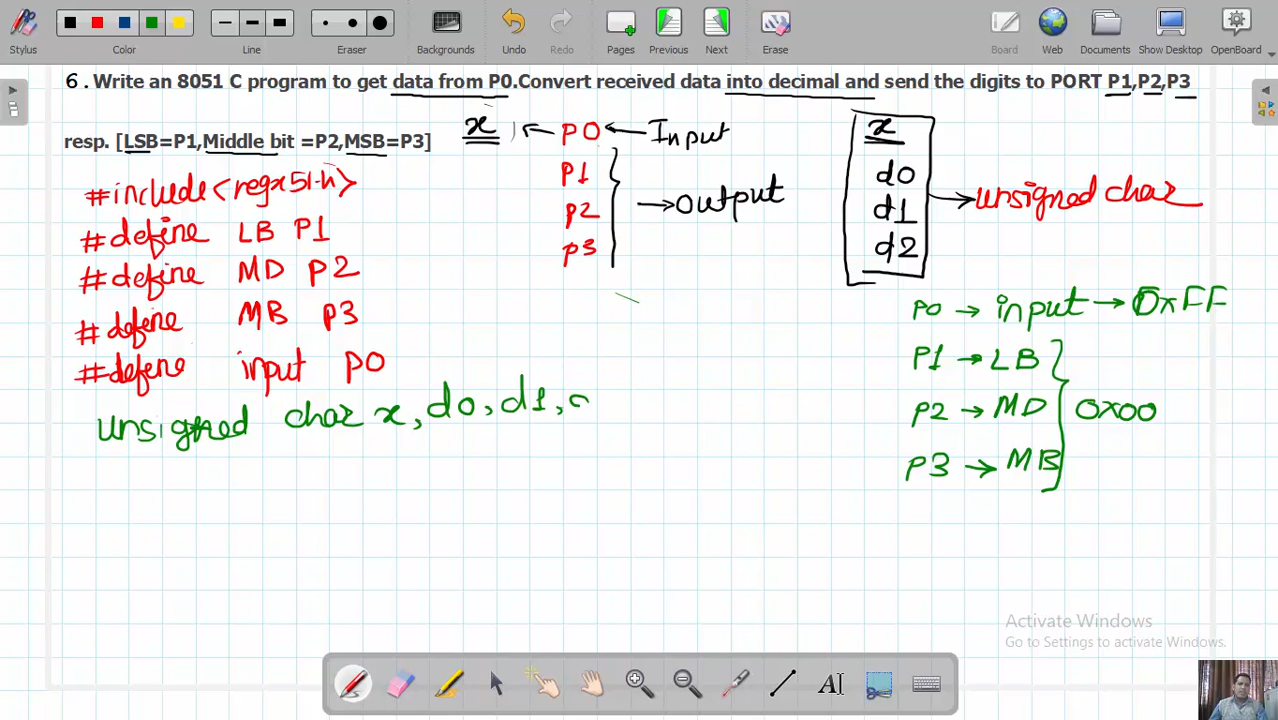 Stylus Color Line Eraser Backgrounds Undo Redo Pages Previous Next Erase Board Web Documents Show Desktop OpenBoard
6. Write an 8051 C program to get data from P0.Convert received data into decimal and send the digits to PORT P1,P2,P3
resp. [LSB=P1,Middle bit =P2,MSB=P3]
x ← P0 ← Input
P1
P2
P3
→ output
x
d0
d1
d2
→ unsigned char
#include<regx51.h>
#define LB P1
#define MD P2
#define MB P3
#define input P0
unsigned char x, d0, d1,
P0 → input → 0xFF
P1 → LB
P2 → MD
P3 → MB
0x00
Activate Windows
Go to Settings to activate Windows.